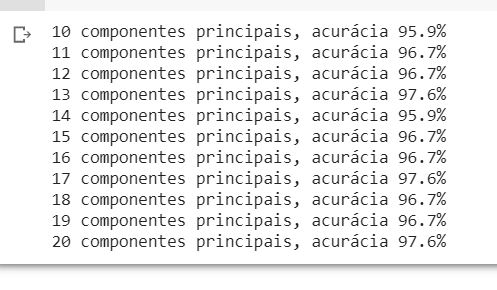 10 componentes principais, acurácia 95.9%
11 componentes principais, acurácia 96.7%
12 componentes principais, acurácia 96.7%
13 componentes principais, acurácia 97.6%
14 componentes principais, acurácia 95.9%
15 componentes principais, acurácia 96.7%
16 componentes principais, acurácia 96.7%
17 componentes principais, acurácia 97.6%
18 componentes principais, acurácia 96.7%
19 componentes principais, acurácia 96.7%
20 componentes principais, acurácia 97.6%